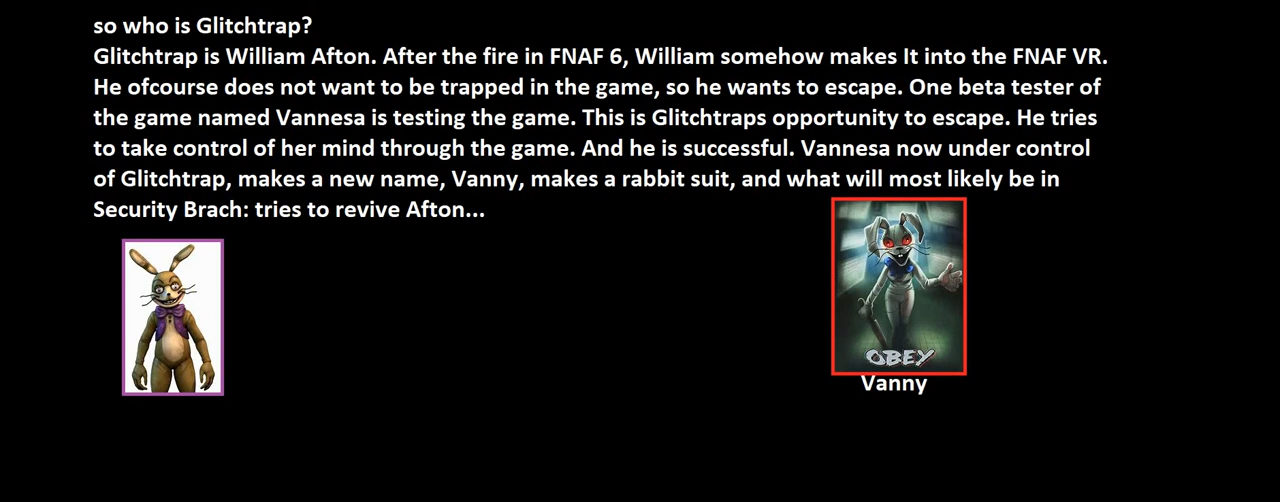 so who is Glitchtrap?
Glitchtrap is William Afton. After the fire in FNAF 6, William somehow makes It into the FNAF VR.
He ofcourse does not want to be trapped in the game, so he wants to escape. One beta tester of
the game named Vannesa is testing the game. This is Glitchtraps opportunity to escape. He tries
to take control of her mind through the game. And he is successful. Vannesa now under control
of Glitchtrap, makes a new name, Vanny, makes a rabbit suit, and what will most likely be in
Security Brach: tries to revive Afton...
OBEY
Vanny